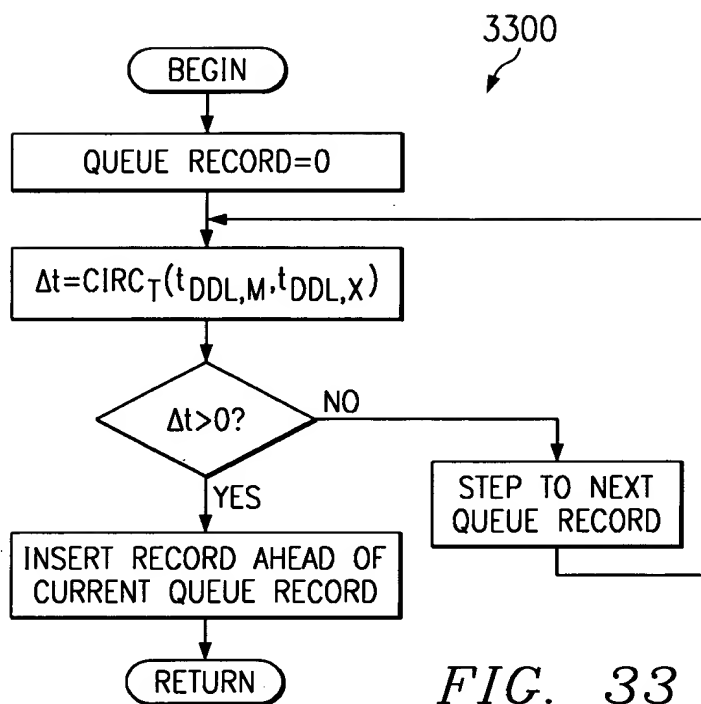 3300
BEGIN
QUEUE RECORD=0
Δt=CIRC_T(t_DDL,M,t_DDL,X)
Δt>0?
NO
YES
STEP TO NEXT
QUEUE RECORD
INSERT RECORD AHEAD OF
CURRENT QUEUE RECORD
RETURN
FIG. 33